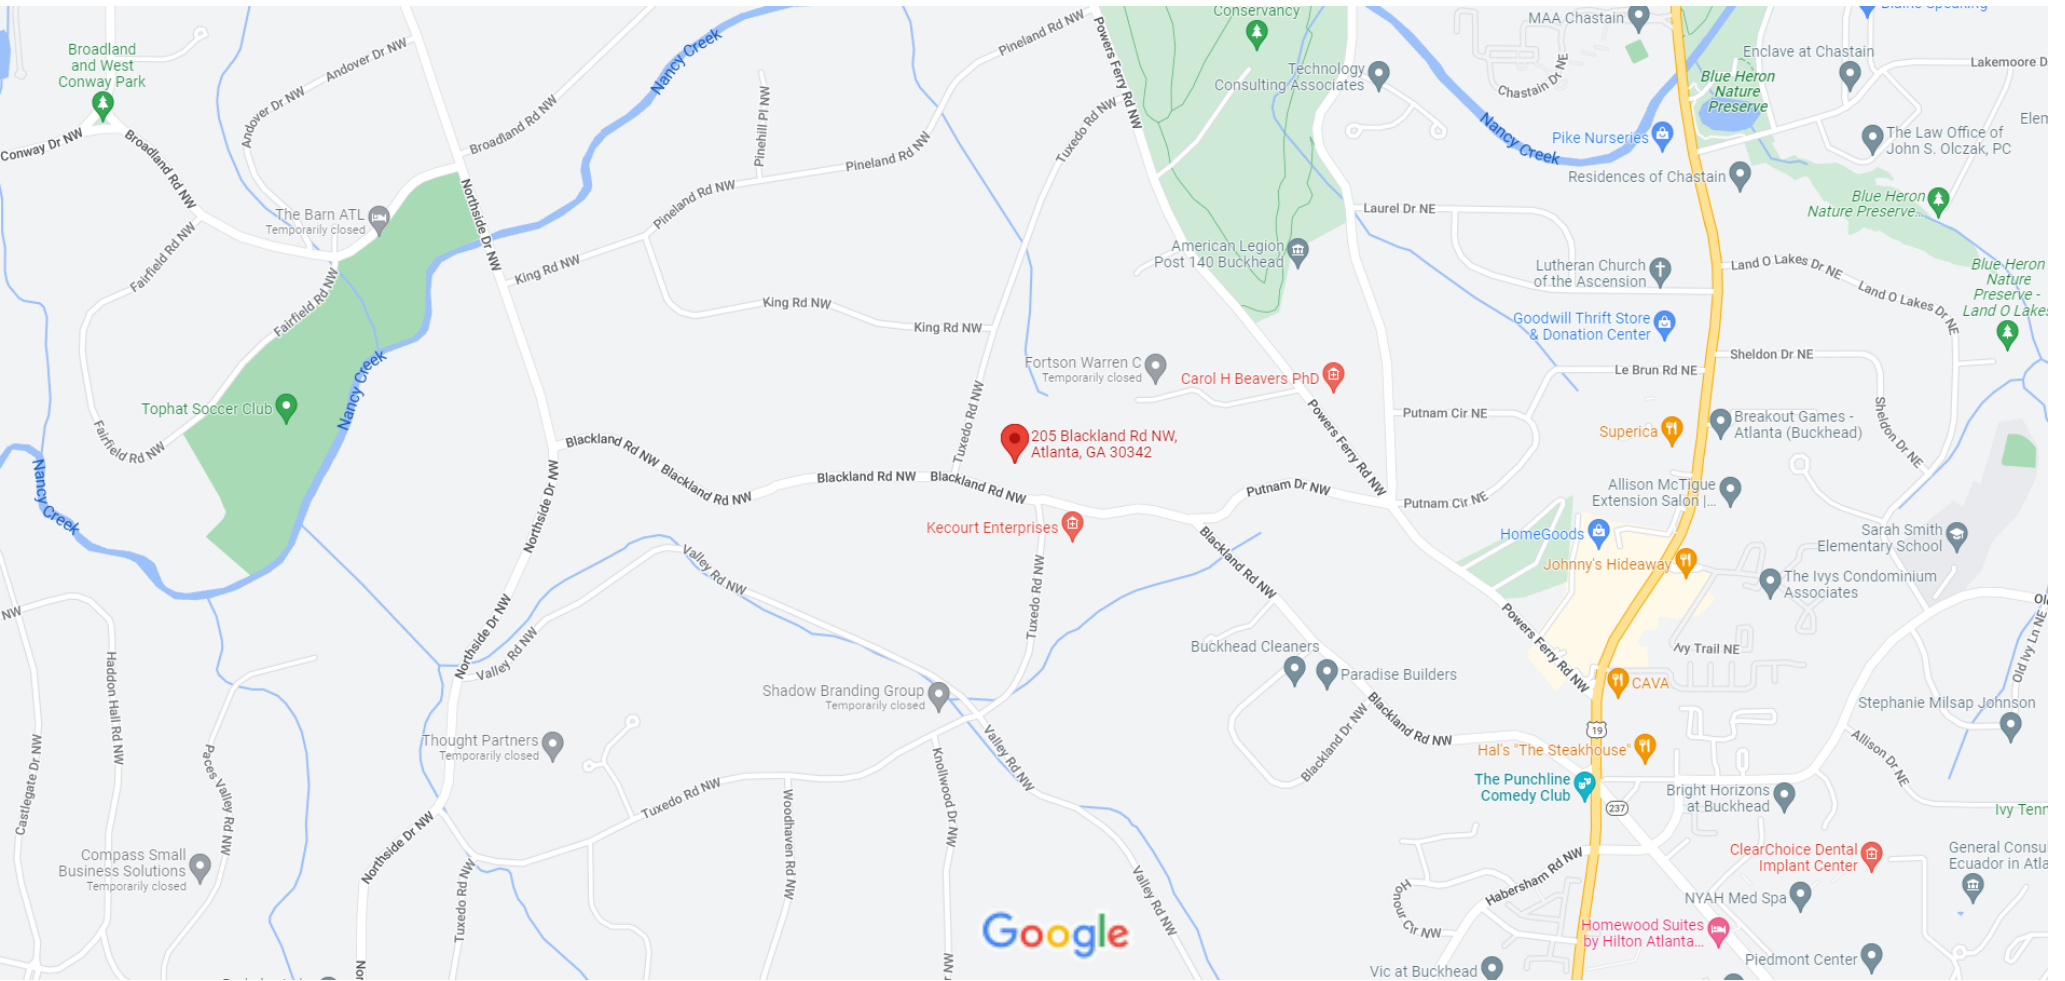 Conservancy
Blaine Speaking
MAA Chastain
Broadland
and West
Conway Park
Andover Dr NW
Pineland Rd NW
Powers Ferry Rd NW
Nancy Creek
Technology
Consulting Associates
Chastain Dr NE
Enclave at Chastain
Lakemoore D
Blue Heron
Nature
Preserve
Andover Dr NW
Broadland Rd NW
Pinehill Pl NW
Tuxedo Rd NW
Nancy Creek
Pike Nurseries
The Law Office of
John S. Olczak, PC
Elem
Conway Dr NW
Broadland Rd NW
Pineland Rd NW
Pineland Rd NW
Residences of Chastain
Northside Dr NW
Laurel Dr NE
Blue Heron
Nature Preserve...
The Barn ATL
Temporarily closed
Fairfield Rd NW
King Rd NW
American Legion
Post 140 Buckhead
Lutheran Church
of the Ascension
Land O Lakes Dr NE
Land O Lakes Dr NE
Blue Heron
Nature
Preserve -
Land O Lakes
Fairfield Rd NW
King Rd NW
King Rd NW
Goodwill Thrift Store
& Donation Center
Sheldon Dr NE
Nancy Creek
Fortson Warren C
Temporarily closed
Carol H Beavers PhD
Le Brun Rd NE
Tophat Soccer Club
Tuxedo Rd NW
Powers Ferry Rd NW
Putnam Cir NE
Superica
Breakout Games -
Atlanta (Buckhead)
Sheldon Dr NE
Fairfield Rd NW
Blackland Rd NW
205 Blackland Rd NW,
Atlanta, GA 30342
Nancy Creek
Northside Dr NW
Blackland Rd NW
Blackland Rd NW
Blackland Rd NW
Putnam Dr NW
Putnam Cir NE
Allison McTigue
Extension Salon |...
Kecourt Enterprises
HomeGoods
Sarah Smith
Elementary School
Valley Rd NW
Blackland Rd NW
Johnny's Hideaway
The Ivys Condominium
Associates
NW
Northside Dr NW
Valley Rd NW
Tuxedo Rd NW
Powers Ferry Rd NW
Ivy Trail NE
Old Ivy Ln NE
Ol
Haddon Hall Rd NW
Buckhead Cleaners
Paradise Builders
CAVA
Shadow Branding Group
Temporarily closed
Stephanie Milsap Johnson
Castlegate Dr NW
Paces Valley Rd NW
Thought Partners
Temporarily closed
Valley Rd NW
Blackland Dr NW
Blackland Rd NW
19
Hal's "The Steakhouse"
Allison Dr NE
Knollwood Dr NW
The Punchline
Comedy Club
237
Bright Horizons
at Buckhead
Ivy Tenn
Northside Dr NW
Tuxedo Rd NW
Woodhaven Rd NW
Compass Small
Business Solutions
Temporarily closed
Tuxedo Rd NW
Valley Rd NW
Honour Cir NW
Habersham Rd NW
ClearChoice Dental
Implant Center
General Consul
Ecuador in Atla
NYAH Med Spa
Google
Homewood Suites
by Hilton Atlanta...
Nor
NW
Vic at Buckhead
Piedmont Center